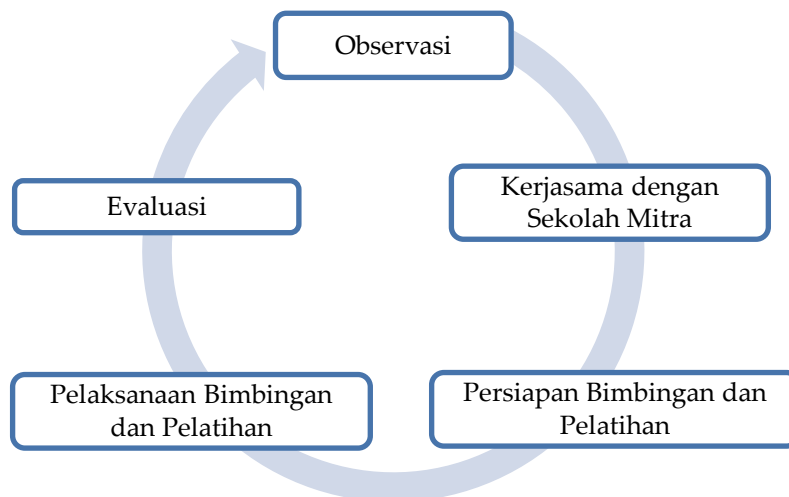 Observasi
Kerjasama dengan
Sekolah Mitra
Persiapan Bimbingan dan
Pelatihan
Pelaksanaan Bimbingan
dan Pelatihan
Evaluasi